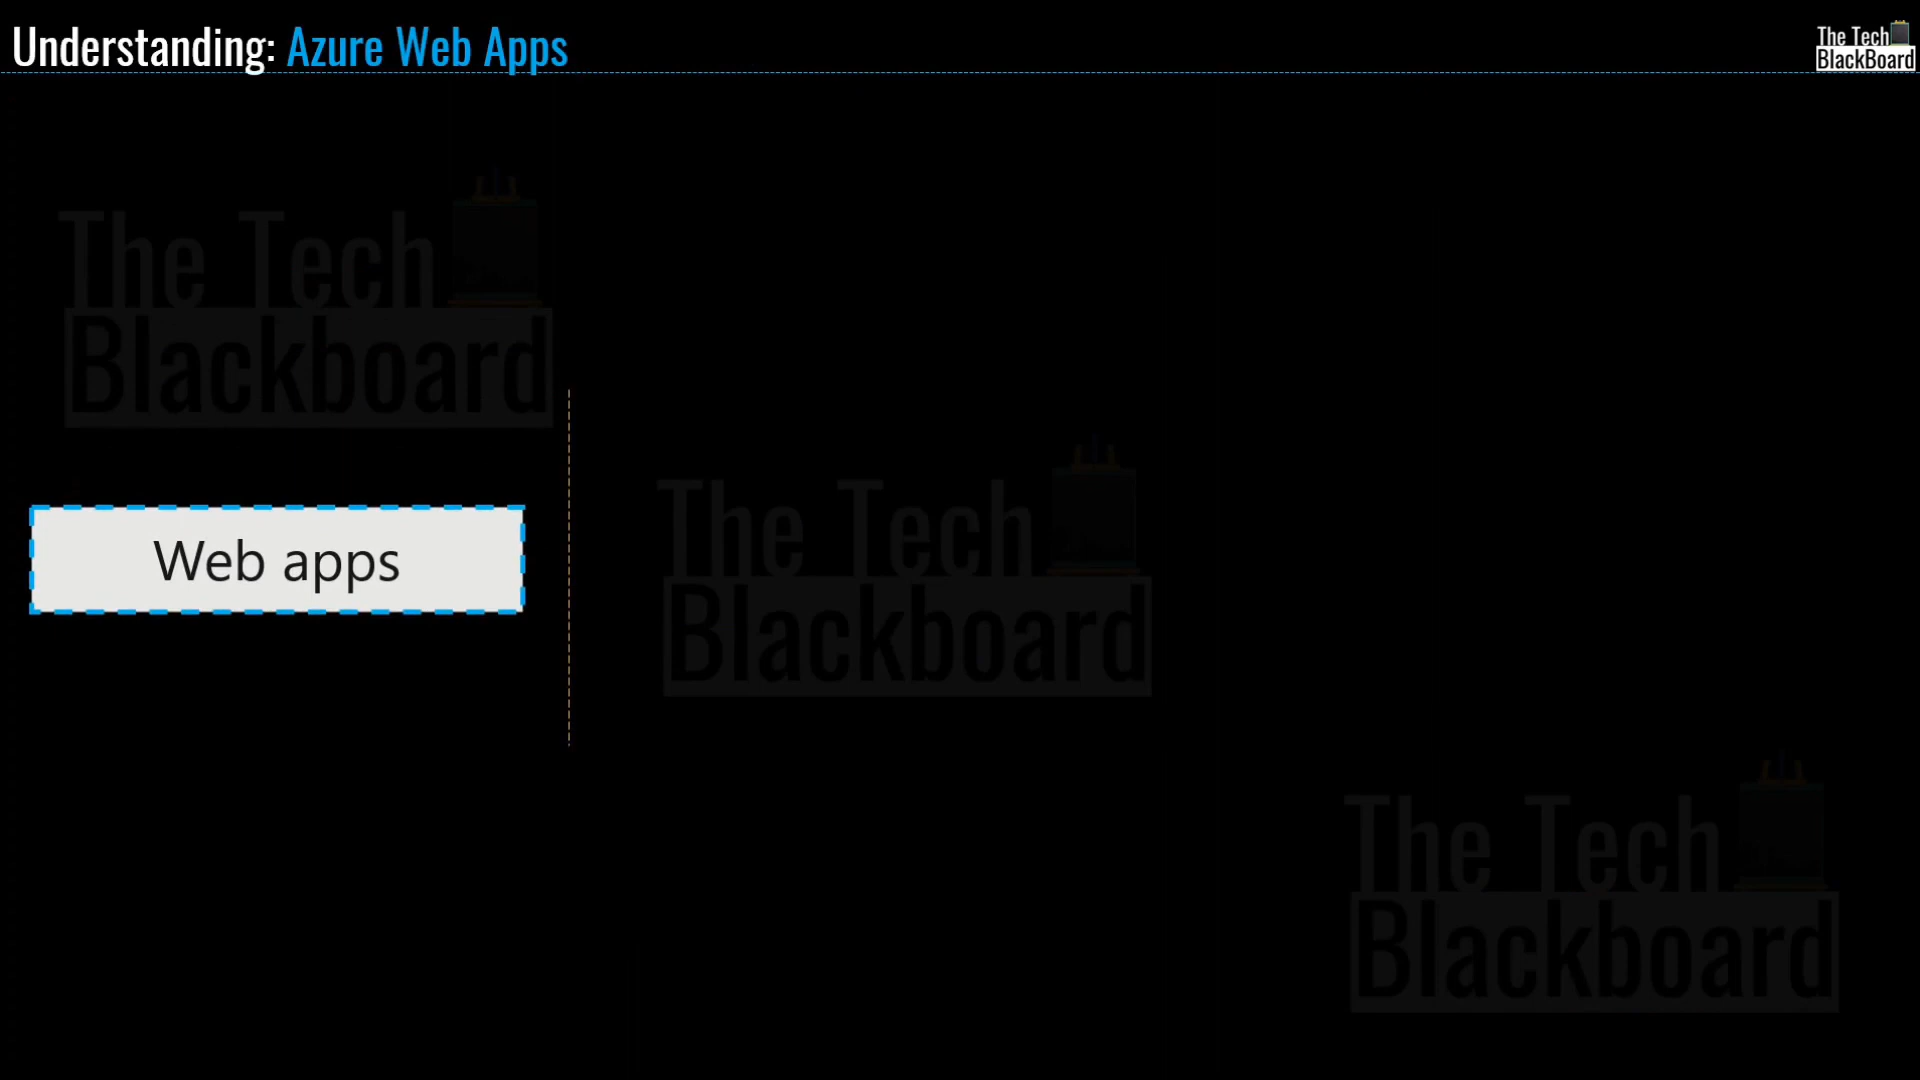 Understanding: Azure Web Apps
The Tech
BlackBoard
The Tech
Blackboard
Web apps
The Tech
Blackboard
The Tech
Blackboard